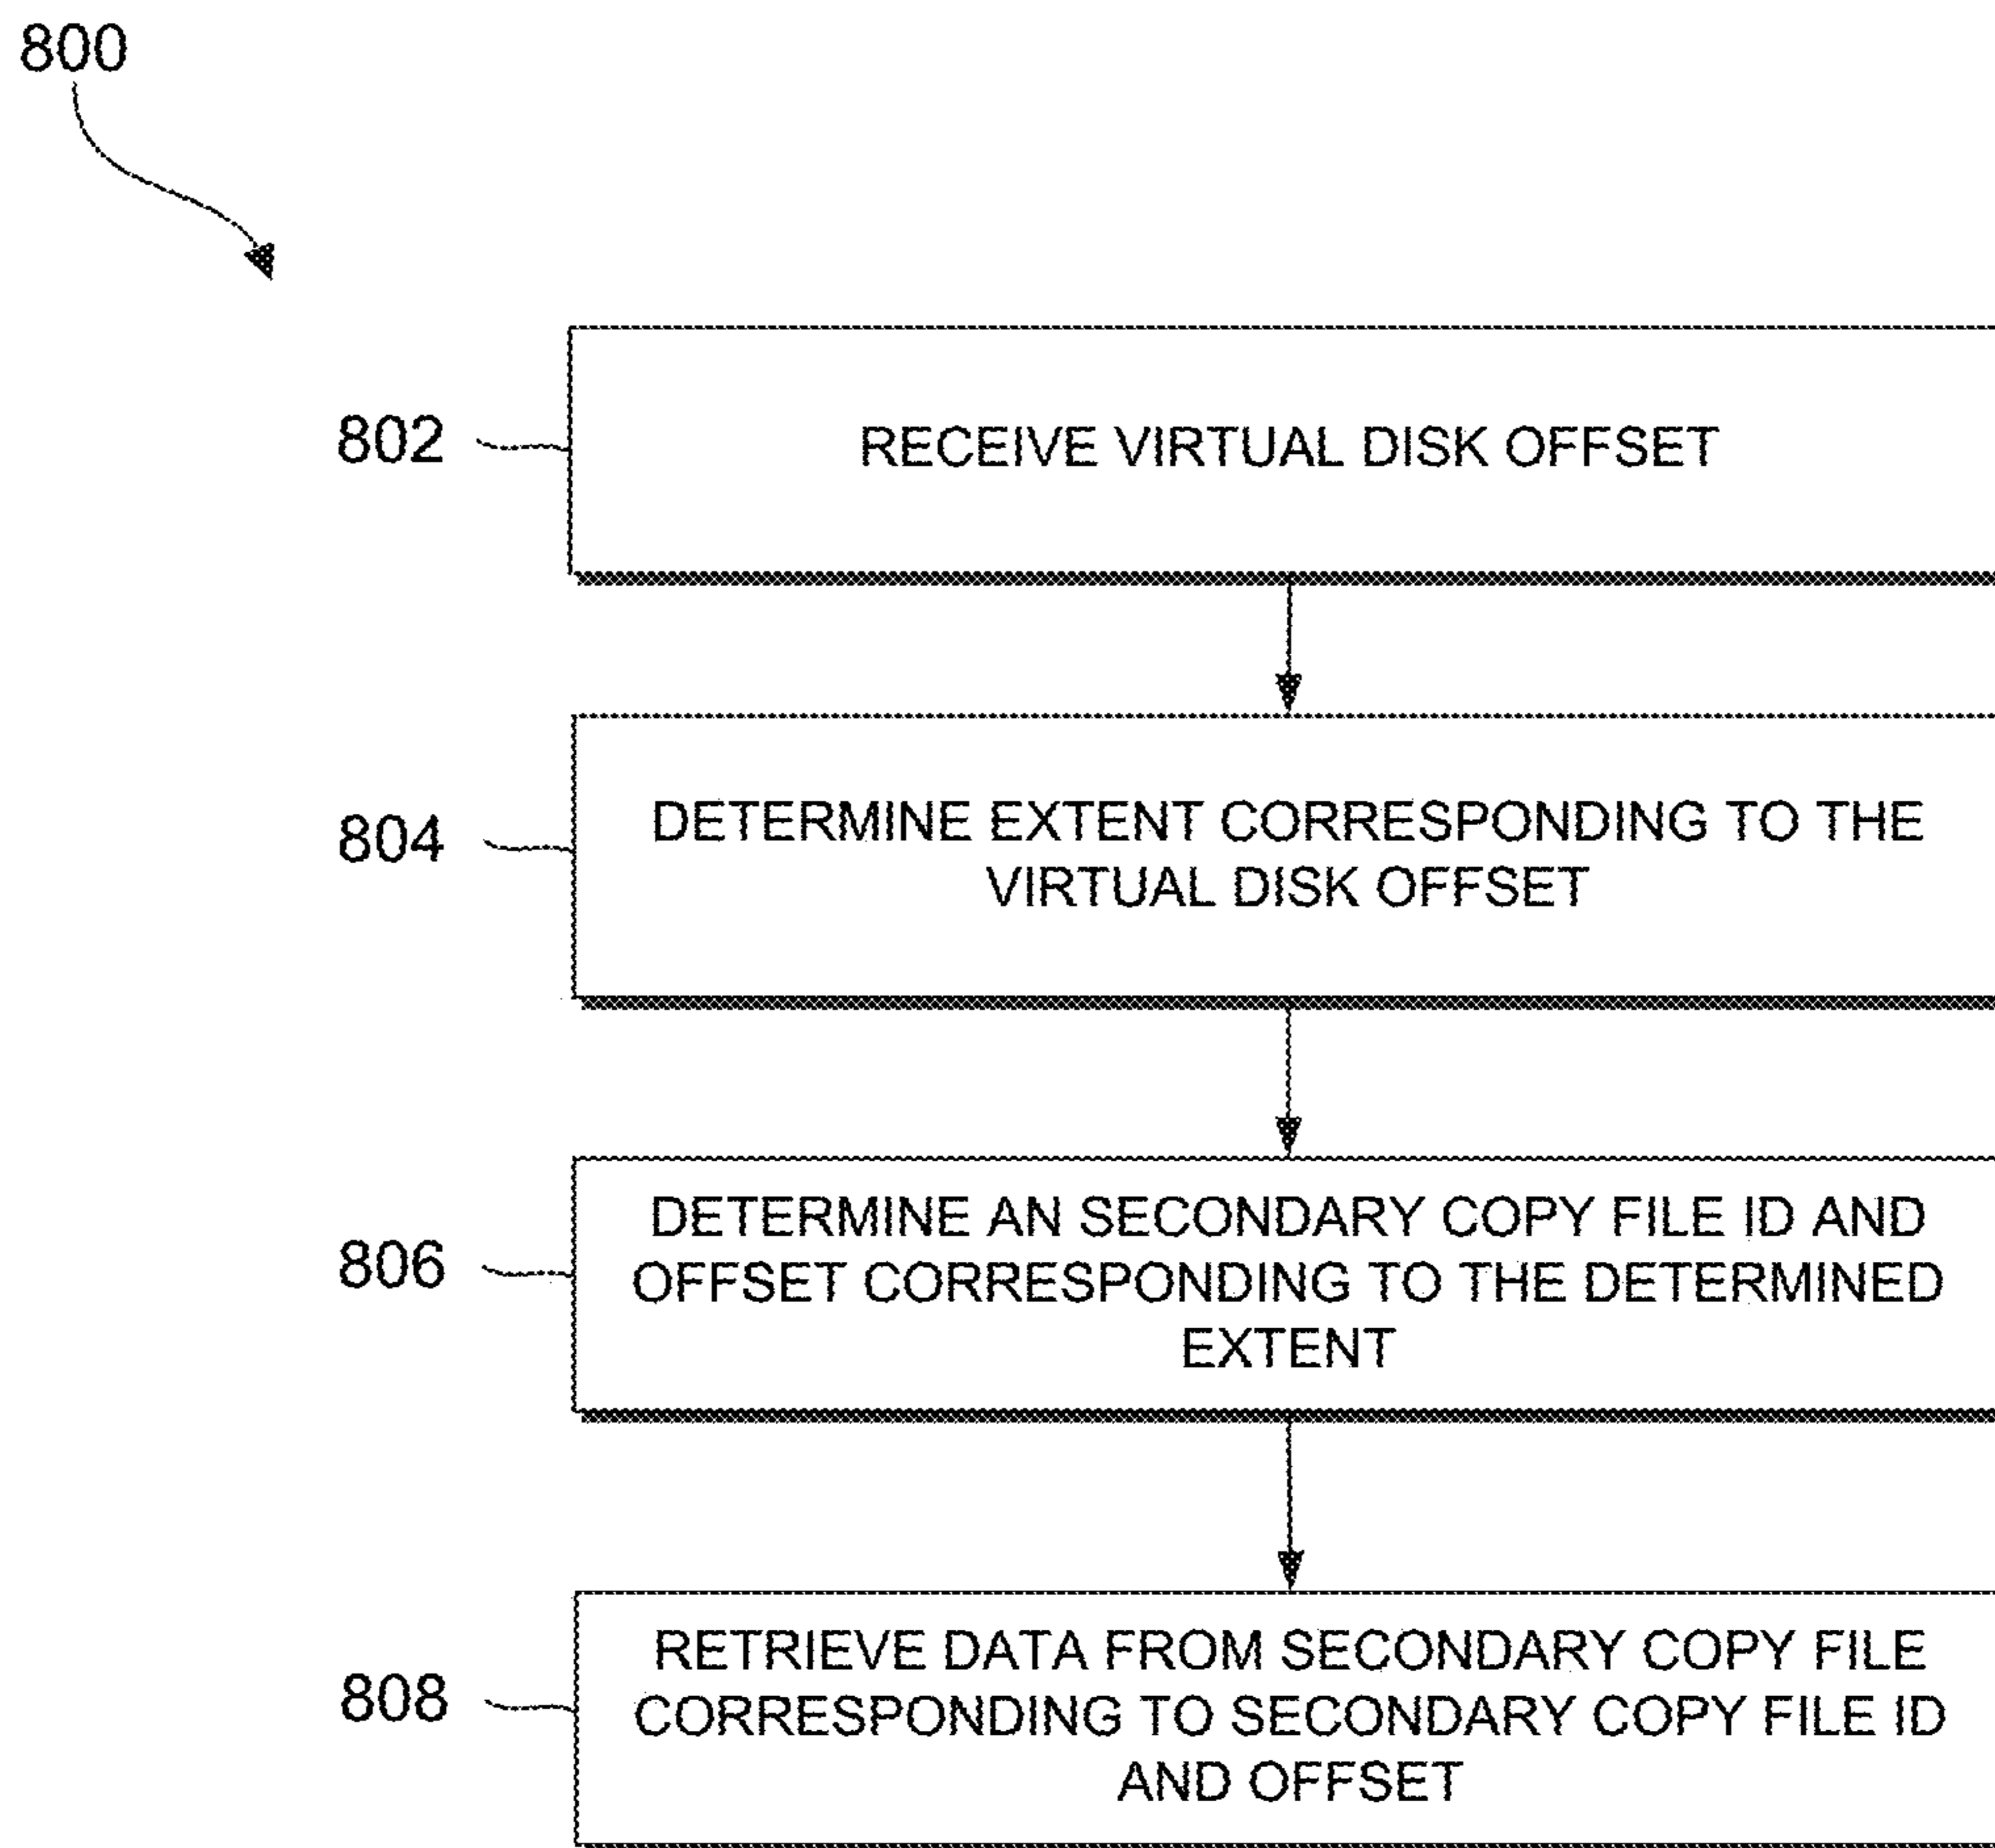 800
802
RECEIVE VIRTUAL DISK OFFSET
804
DETERMINE EXTENT CORRESPONDING TO THE
VIRTUAL DISK OFFSET
806
DETERMINE AN SECONDARY COPY FILE ID AND
OFFSET CORRESPONDING TO THE DETERMINED
EXTENT
808
RETRIEVE DATA FROM SECONDARY COPY FILE
CORRESPONDING TO SECONDARY COPY FILE ID
AND OFFSET